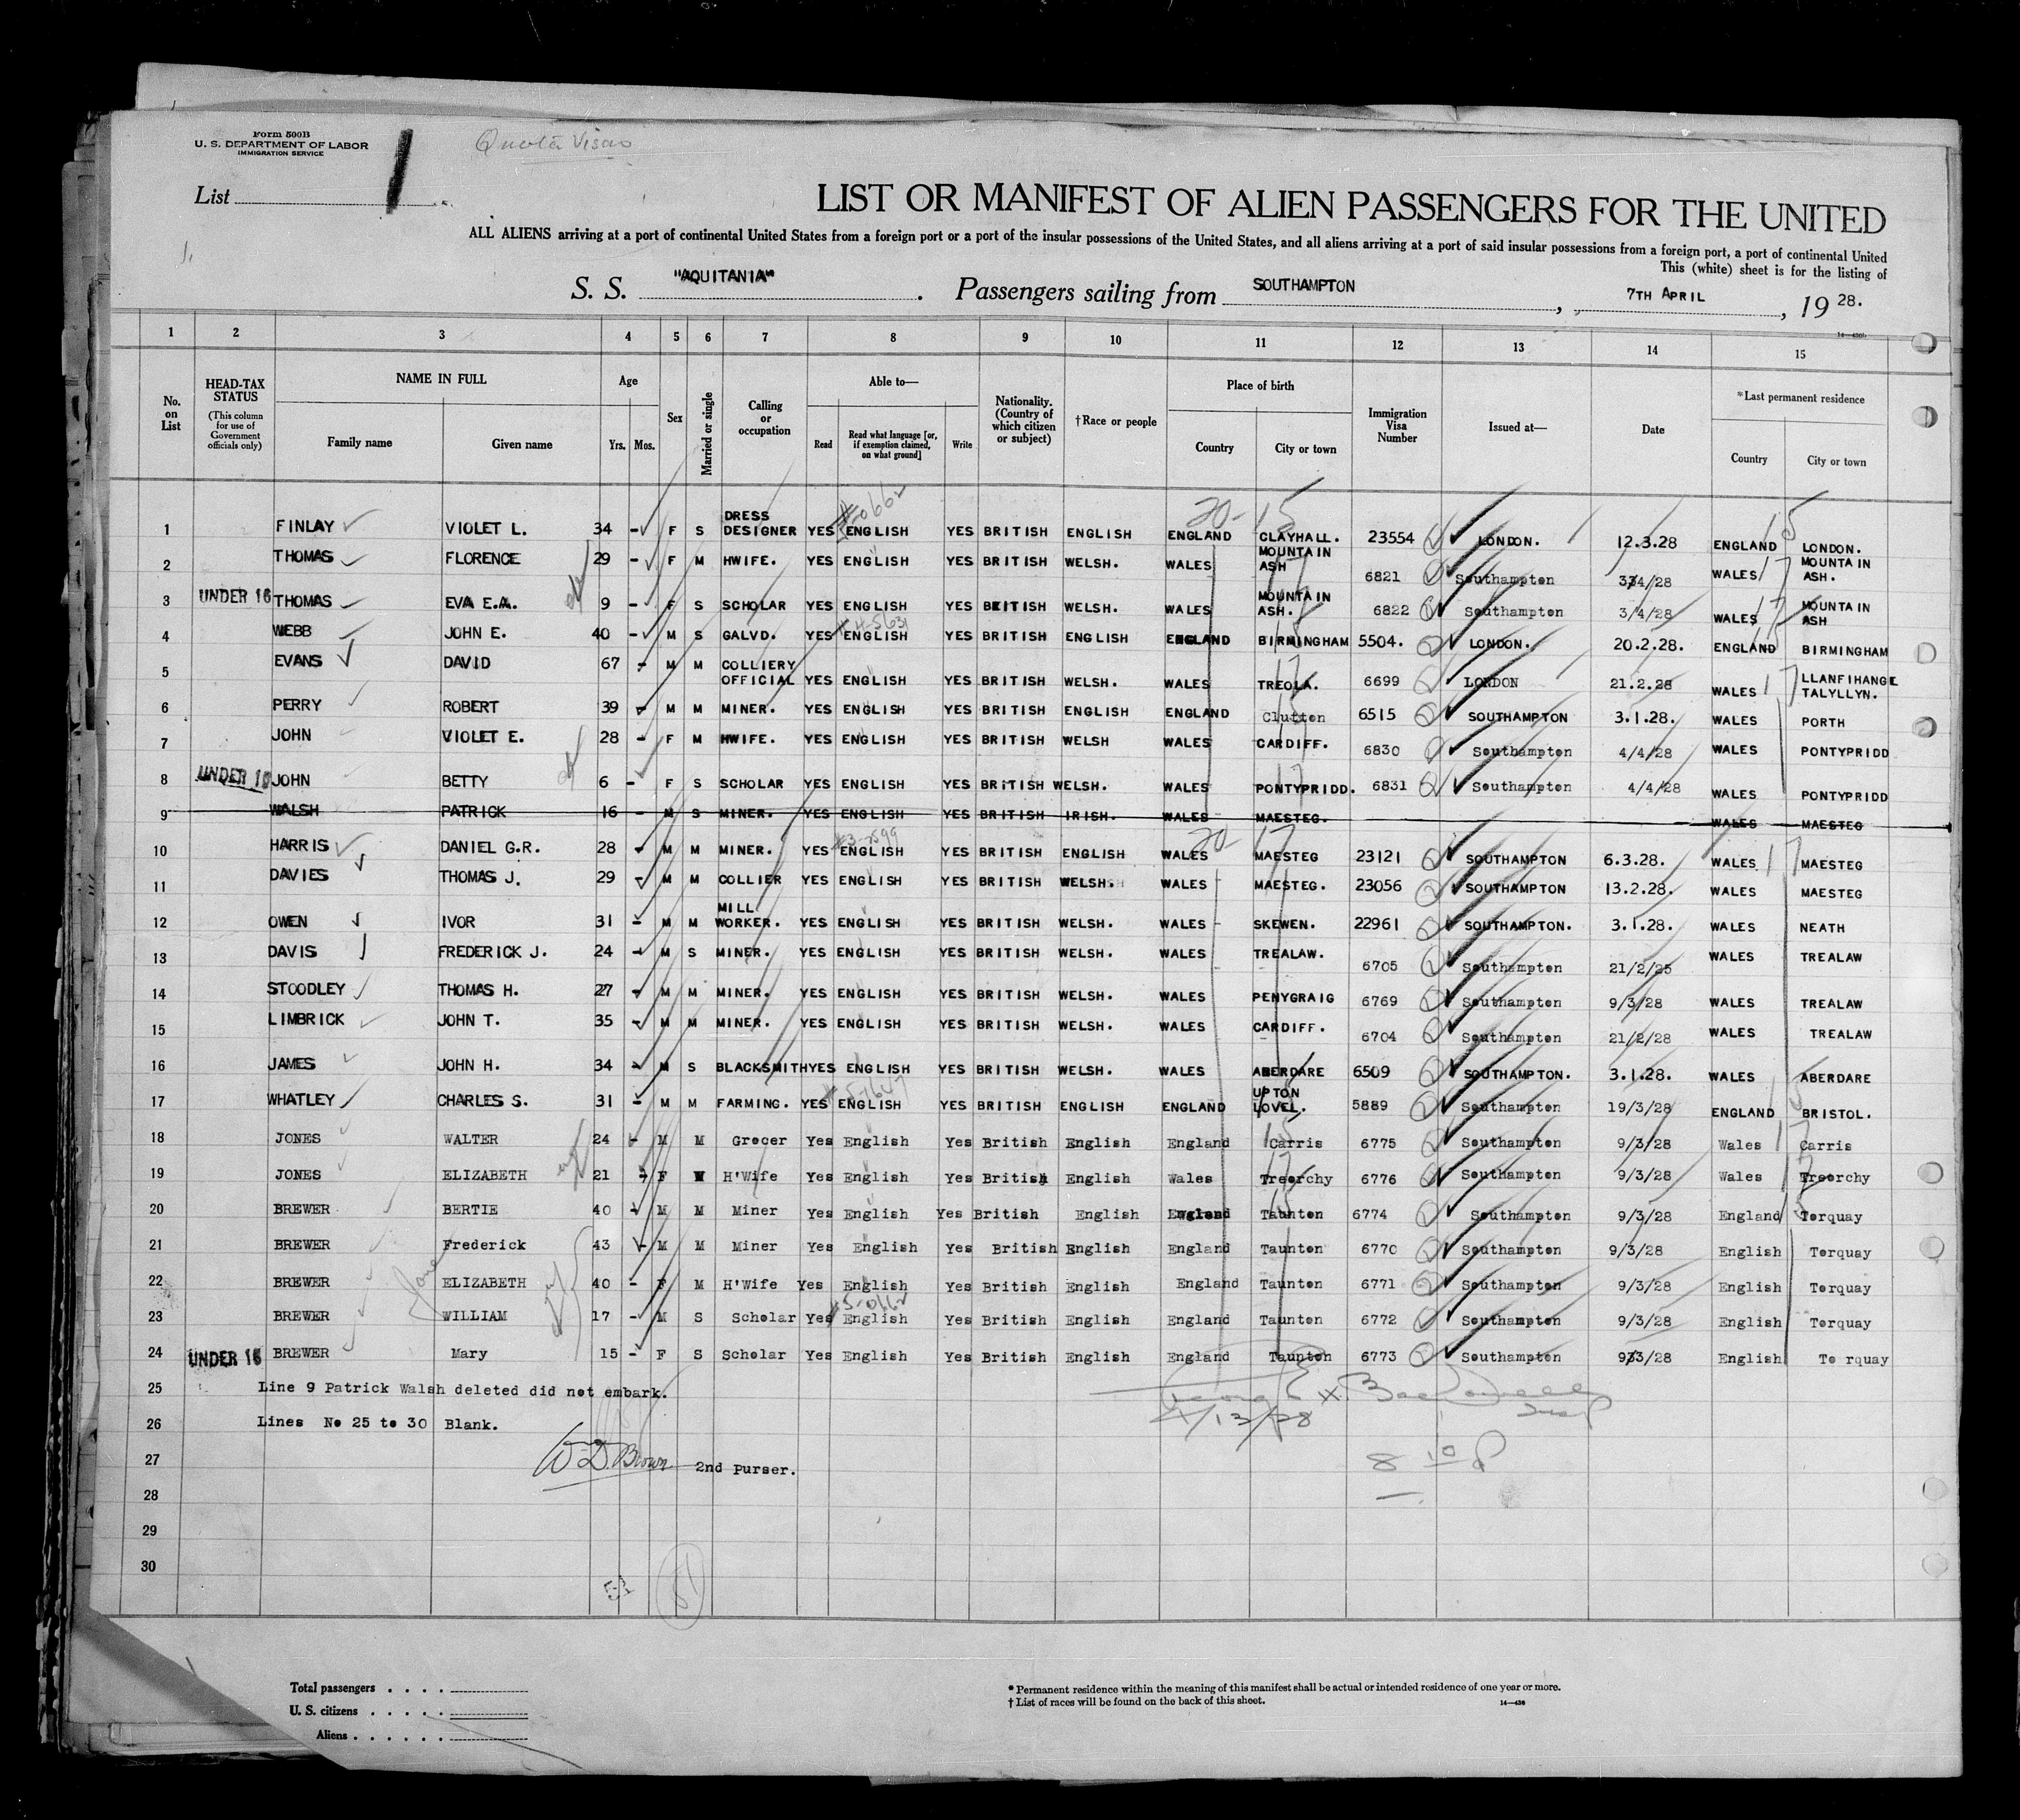 Form 500B
U. S. DEPARTMENT OF LABOR
IMMIGRATION SERVICE
Quota Visas
List 1
LIST OR MANIFEST OF ALIEN PASSENGERS FOR THE UNITED
ALL ALIENS arriving at a port of continental United States from a foreign port or a port of the insular possessions of the United States, and all aliens arriving at a port of said insular possessions from a foreign port, a port of continental United
This (white) sheet is for the listing of
S. S. "AQUITANIA". Passengers sailing from SOUTHAMPTON, 7TH APRIL, 1928.
1 2 3 4 5 6 7 8 9 10 11 12 13 14 15
No. on List
HEAD-TAX STATUS (This column for use of Government officials only)
NAME IN FULL Family name Given name
Age Yrs. Mos.
Sex
Married or single
Calling or occupation
Able to— Read Read what language [or, if exemption claimed, on what ground] Write
Nationality. (Country of which citizen or subject)
†Race or people
Place of birth Country City or town
Immigration Visa Number
Issued at—
Date
*Last permanent residence Country City or town
1 FINLAY VIOLET L. 34 - F S DRESS DESIGNER YES ENGLISH YES BRITISH ENGLISH ENGLAND CLAYHALL. 23554 LONDON. 12.3.28 ENGLAND LONDON.
2 THOMAS FLORENCE 29 - F M HWIFE. YES ENGLISH YES BRITISH WELSH. WALES MOUNTAIN ASH 6821 Southampton 3/4/28 WALES MOUNTAIN ASH.
3 UNDER 16 THOMAS EVA E.A. 9 - F S SCHOLAR YES ENGLISH YES BRITISH WELSH. WALES MOUNTAIN ASH. 6822 Southampton 3/4/28 WALES MOUNTAIN ASH
4 WEBB JOHN E. 40 - M S GALVD. YES ENGLISH YES BRITISH ENGLISH ENGLAND BIRMINGHAM 5504. LONDON. 20.2.28. ENGLAND BIRMINGHAM
5 EVANS DAVID 67 - M M COLLIERY OFFICIAL YES ENGLISH YES BRITISH WELSH. WALES TREOLA. 6699 LONDON 21.2.28 WALES LLANFIHANGE TALYLLYN.
6 PERRY ROBERT 39 - M M MINER. YES ENGLISH YES BRITISH ENGLISH ENGLAND Clutton 6515 SOUTHAMPTON 3.1.28. WALES PORTH
7 JOHN VIOLET E. 28 - F M HWIFE. YES ENGLISH YES BRITISH WELSH WALES CARDIFF. 6830 Southampton 4/4/28 WALES PONTYPRIDD
8 UNDER 16 JOHN BETTY 6 - F S SCHOLAR YES ENGLISH YES BRITISH WELSH. WALES PONTYPRIDD. 6831 Southampton 4/4/28 WALES PONTYPRIDD
9 WALSH PATRICK 16 - M S MINER. YES ENGLISH YES BRITISH IRISH. WALES MAESTEG. WALES MAESTEG
10 HARRIS DANIEL G.R. 28 - M M MINER. YES ENGLISH YES BRITISH ENGLISH WALES MAESTEG 23121 SOUTHAMPTON 6.3.28. WALES MAESTEG
11 DAVIES THOMAS J. 29 - M M COLLIER YES ENGLISH YES BRITISH WELSH. WALES MAESTEG. 23056 SOUTHAMPTON 13.2.28. WALES MAESTEG
12 OWEN IVOR 31 - M M MILL WORKER. YES ENGLISH YES BRITISH WELSH. WALES SKEWEN. 22961 SOUTHAMPTON. 3.1.28. WALES NEATH
13 DAVIS FREDERICK J. 24 - M S MINER. YES ENGLISH YES BRITISH WELSH. WALES TREALAW. 6705 Southampton 21/2/25 WALES TREALAW
14 STOODLEY THOMAS H. 27 - M M MINER. YES ENGLISH YES BRITISH WELSH. WALES PENYGRAIG 6769 Southampton 9/3/28 WALES TREALAW
15 LIMBRICK JOHN T. 35 - M M MINER. YES ENGLISH YES BRITISH WELSH. WALES CARDIFF. 6704 Southampton 21/2/28 WALES TREALAW
16 JAMES JOHN H. 34 - M S BLACKSMITH YES ENGLISH YES BRITISH WELSH. WALES ABERDARE 6509 SOUTHAMPTON. 3.1.28. WALES ABERDARE
17 WHATLEY CHARLES S. 31 - M M FARMING. YES ENGLISH YES BRITISH ENGLISH ENGLAND UPTON LOVEL. 5889 Southampton 19/3/28 ENGLAND BRISTOL.
18 JONES WALTER 24 - M M Grocer Yes English Yes British English England Carris 6775 Southampton 9/3/28 Wales Carris
19 JONES ELIZABETH 21 - F M H'Wife Yes English Yes British English Wales Treorchy 6776 Southampton 9/3/28 Wales Treorchy
20 BREWER BERTIE 40 - M M Miner Yes English Yes British English England Taunton 6774 Southampton 9/3/28 England Torquay
21 BREWER Frederick 43 - M M Miner Yes English Yes British English England Taunton 6770 Southampton 9/3/28 English Torquay
22 BREWER Jane ELIZABETH 40 - F M H'Wife Yes English Yes British English England Taunton 6771 Southampton 9/3/28 English Torquay
23 BREWER WILLIAM 17 - M S Scholar Yes English Yes British English England Taunton 6772 Southampton 9/3/28 English Torquay
24 UNDER 16 BREWER Mary 15 - F S Scholar Yes English Yes British English England Taunton 6773 Southampton 9/3/28 English To rquay
25 Line 9 Patrick Walsh deleted did not embark.
26 Lines No 25 to 30 Blank. 4/13/28
27 W D. Brown 2nd Purser.
28
29
30
Total passengers
U. S. citizens
Aliens
* Permanent residence within the meaning of this manifest shall be actual or intended residence of one year or more.
† List of races will be found on the back of this sheet.